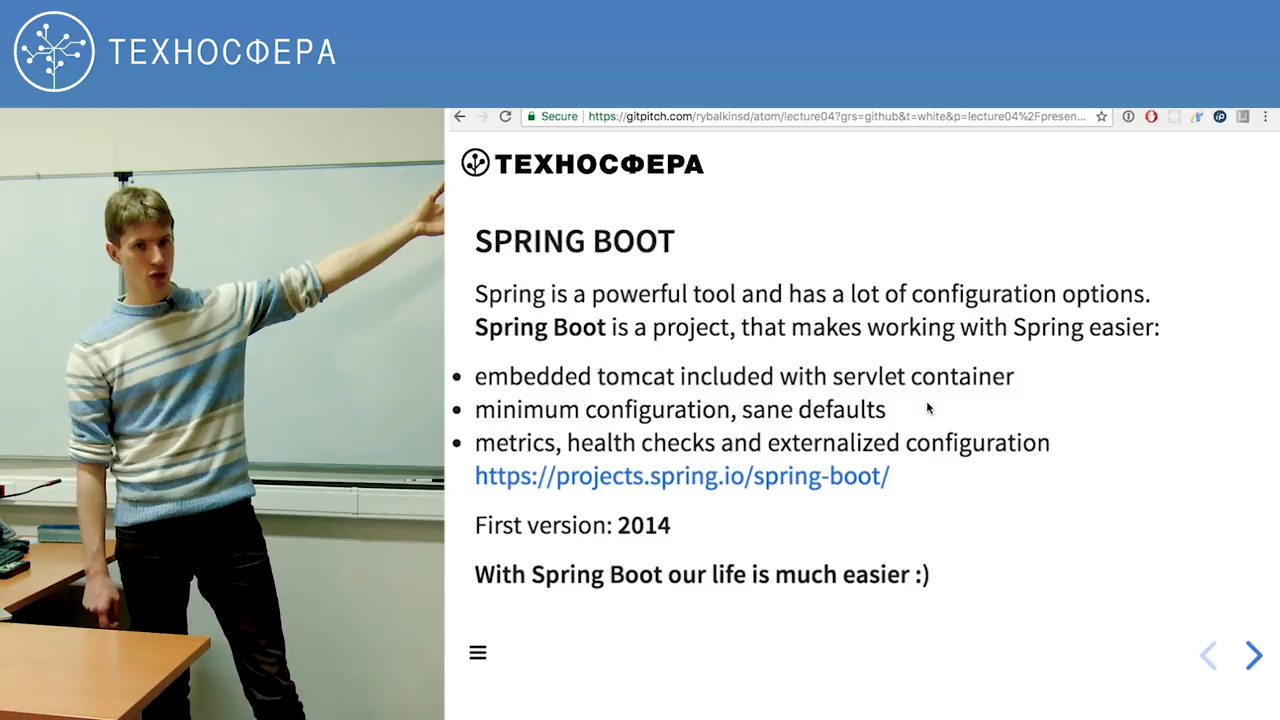 ТЕХНОСФЕРА
Secure https://gitpitch.com/rybalkinsd/atom/lecture04?grs=github&t=white&p=lecture04%2Fpresen...
ТЕХНОСФЕРА
SPRING BOOT
Spring is a powerful tool and has a lot of configuration options.
Spring Boot is a project, that makes working with Spring easier:
• embedded tomcat included with servlet container
• minimum configuration, sane defaults
• metrics, health checks and externalized configuration
https://projects.spring.io/spring-boot/
First version: 2014
With Spring Boot our life is much easier :)